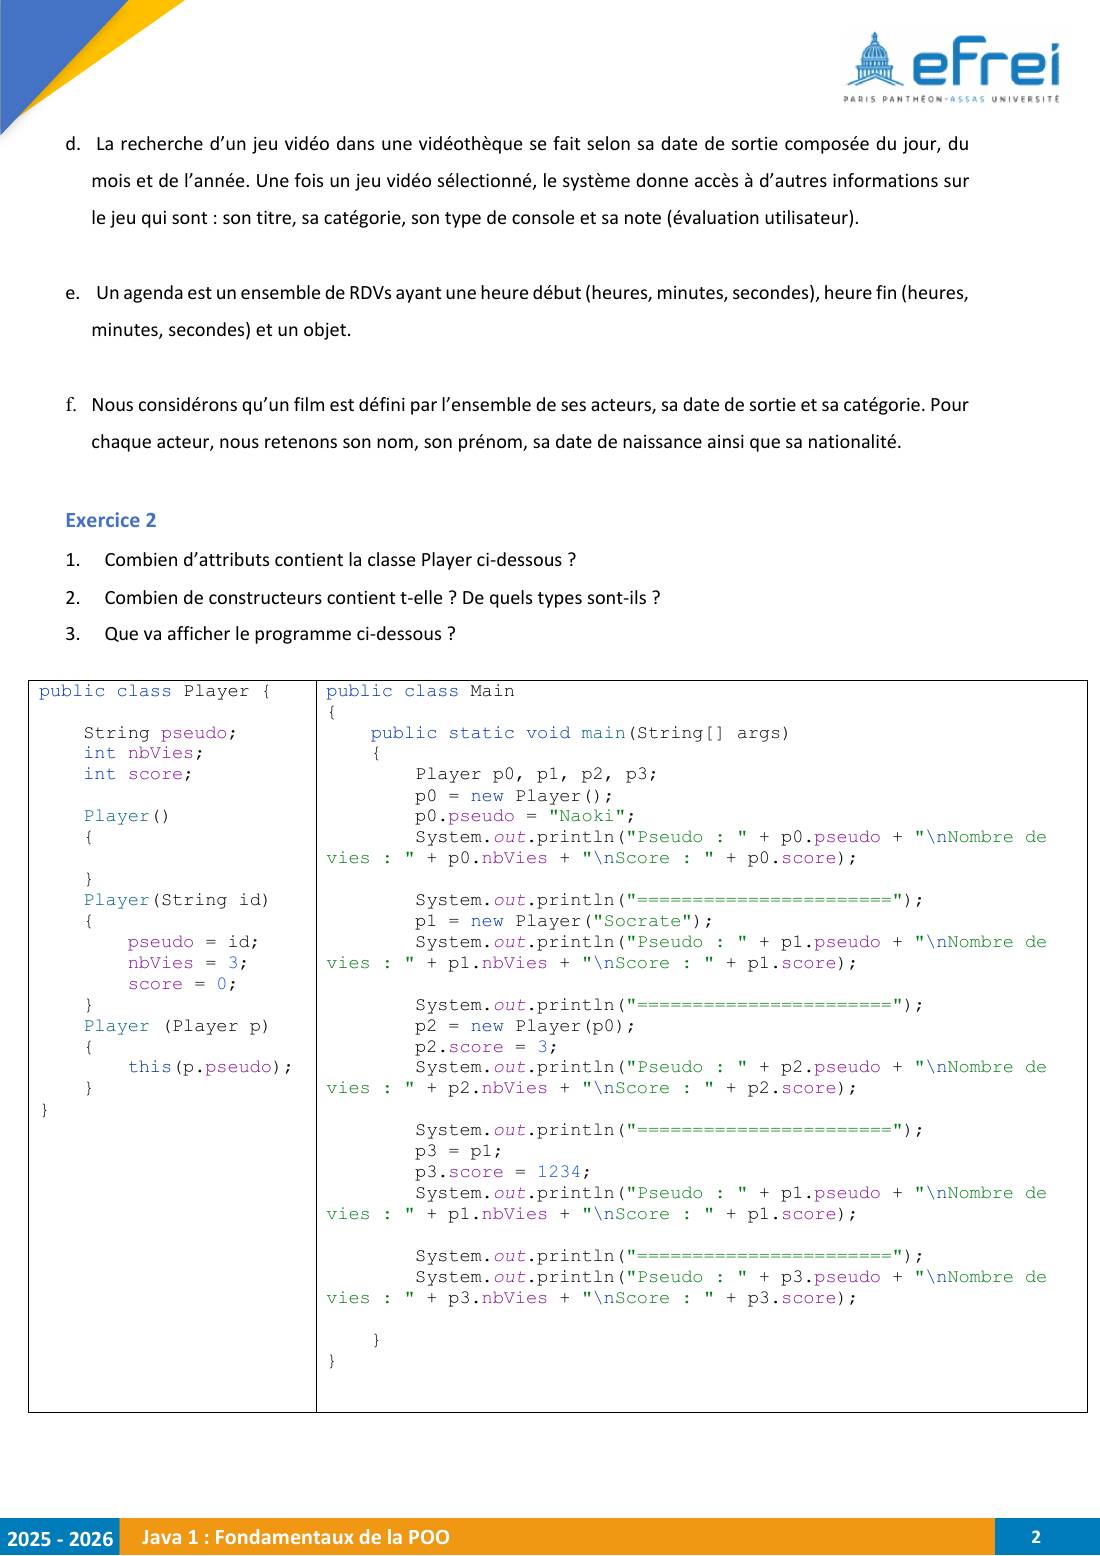 efrei
PARIS PANTHÉON-ASSAS UNIVERSITÉ
d. La recherche d’un jeu vidéo dans une vidéothèque se fait selon sa date de sortie composée du jour, du
mois et de l’année. Une fois un jeu vidéo sélectionné, le système donne accès à d’autres informations sur
le jeu qui sont : son titre, sa catégorie, son type de console et sa note (évaluation utilisateur).
e. Un agenda est un ensemble de RDVs ayant une heure début (heures, minutes, secondes), heure fin (heures,
minutes, secondes) et un objet.
f. Nous considérons qu’un film est défini par l’ensemble de ses acteurs, sa date de sortie et sa catégorie. Pour
chaque acteur, nous retenons son nom, son prénom, sa date de naissance ainsi que sa nationalité.
Exercice 2
1. Combien d’attributs contient la classe Player ci-dessous ?
2. Combien de constructeurs contient t-elle ? De quels types sont-ils ?
3. Que va afficher le programme ci-dessous ?
public class Player {
String pseudo;
int nbVies;
int score;
Player()
{
}
Player(String id)
{
pseudo = id;
nbVies = 3;
score = 0;
}
Player (Player p)
{
this(p.pseudo);
}
}
public class Main
{
public static void main(String[] args)
{
Player p0, p1, p2, p3;
p0 = new Player();
p0.pseudo = "Naoki";
System.out.println("Pseudo : " + p0.pseudo + "\nNombre de
vies : " + p0.nbVies + "\nScore : " + p0.score);
System.out.println("=======================");
p1 = new Player("Socrate");
System.out.println("Pseudo : " + p1.pseudo + "\nNombre de
vies : " + p1.nbVies + "\nScore : " + p1.score);
System.out.println("=======================");
p2 = new Player(p0);
p2.score = 3;
System.out.println("Pseudo : " + p2.pseudo + "\nNombre de
vies : " + p2.nbVies + "\nScore : " + p2.score);
System.out.println("=======================");
p3 = p1;
p3.score = 1234;
System.out.println("Pseudo : " + p1.pseudo + "\nNombre de
vies : " + p1.nbVies + "\nScore : " + p1.score);
System.out.println("=======================");
System.out.println("Pseudo : " + p3.pseudo + "\nNombre de
vies : " + p3.nbVies + "\nScore : " + p3.score);
}
}
2025 - 2026 Java 1 : Fondamentaux de la POO 2